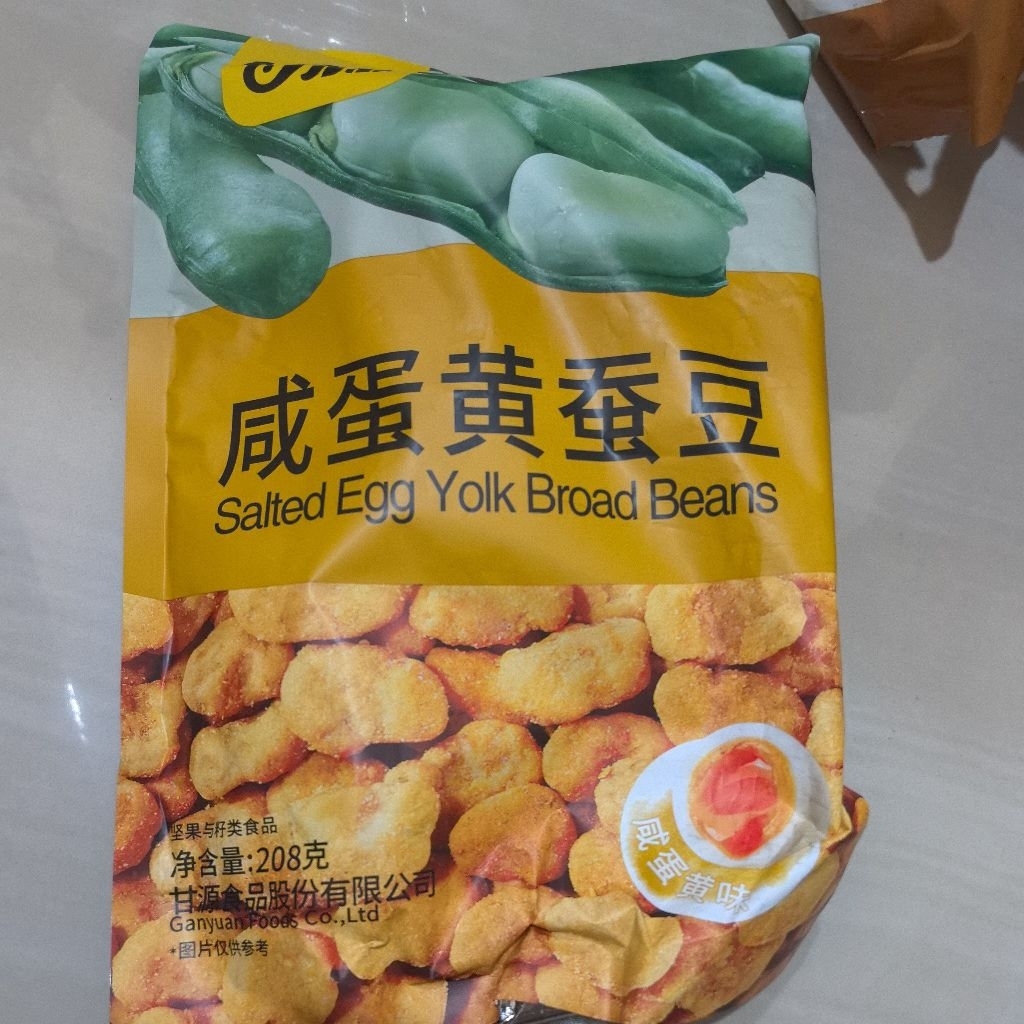 咸蛋黄蚕豆
Salted Egg Yolk Broad Beans
咸蛋黄味
坚果与籽类食品
净含量:208克
甘源食品股份有限公司
Ganyuan Foods Co.,Ltd
*图片仅供参考